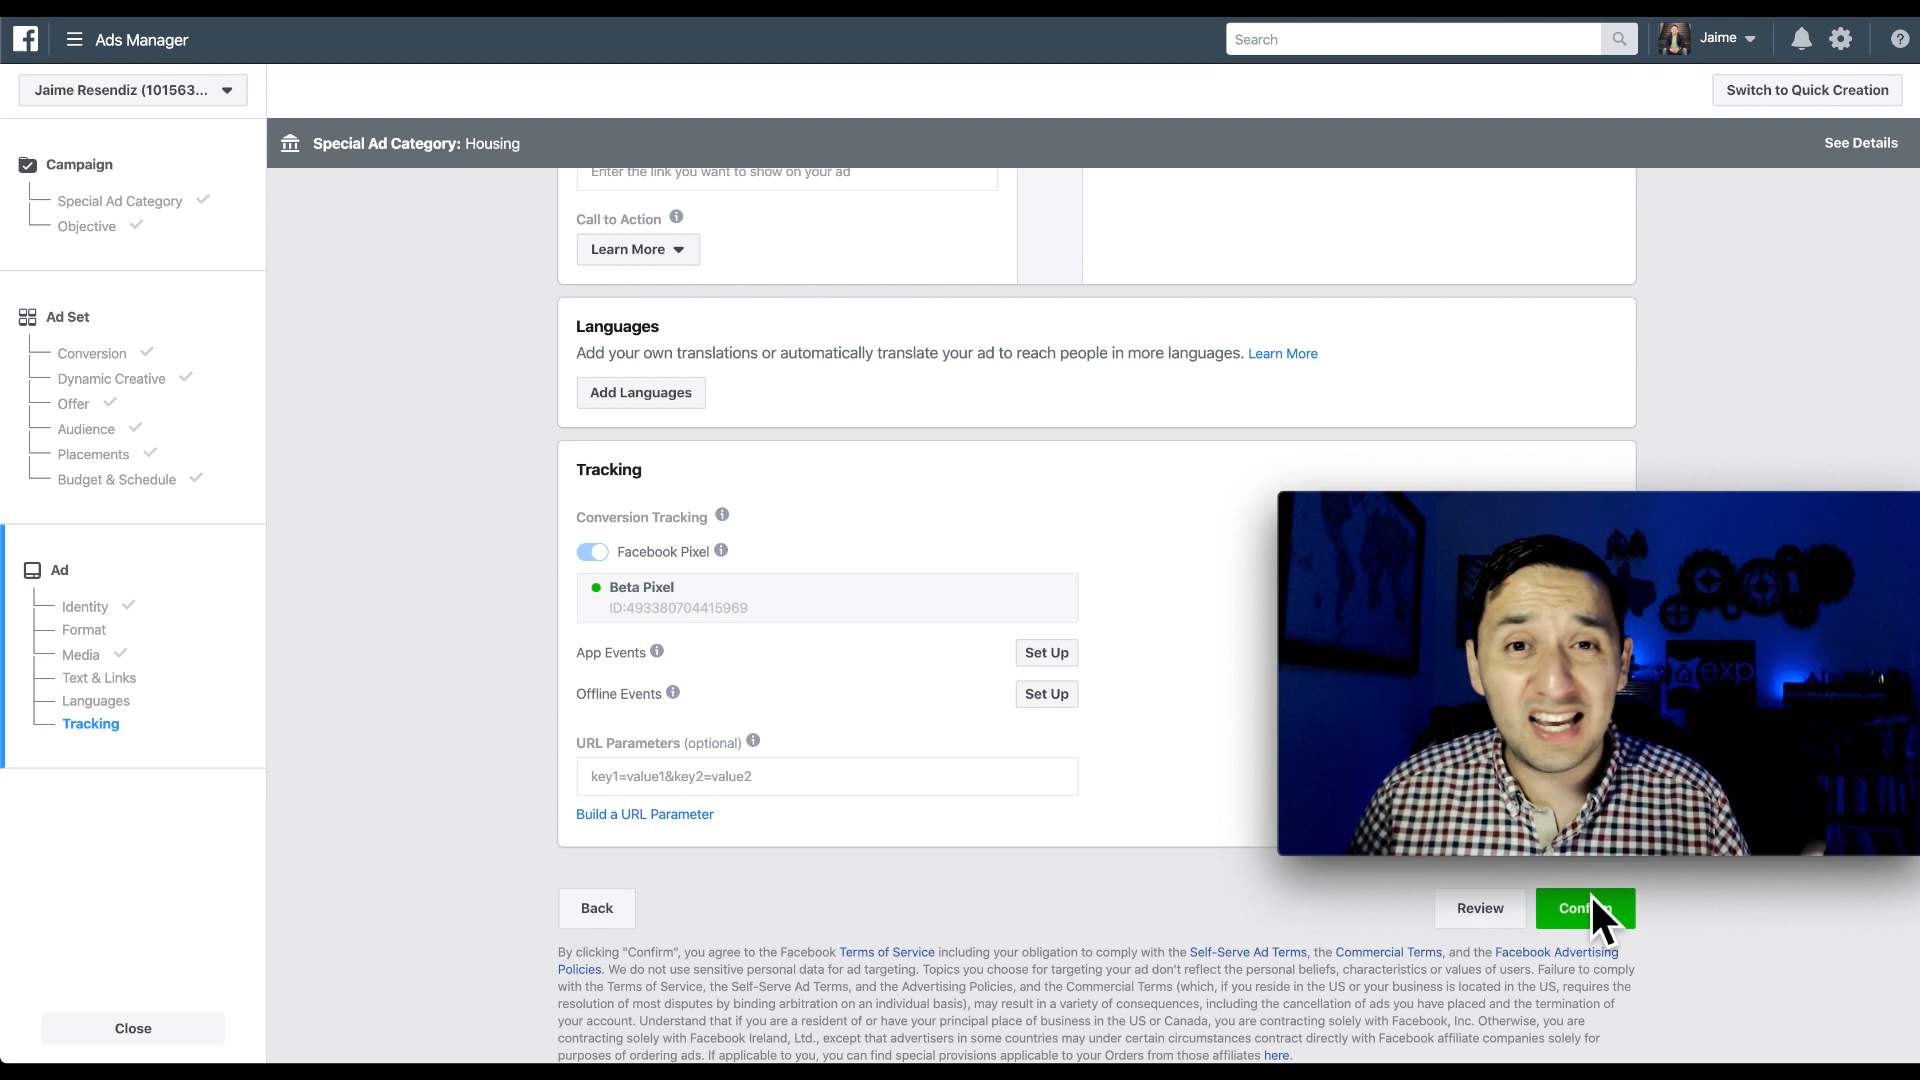 Ads Manager
Search
Jaime
Jaime Resendiz (101563...
Switch to Quick Creation
Special Ad Category: Housing
See Details
Campaign
Special Ad Category
Objective
Ad Set
Conversion
Dynamic Creative
Offer
Audience
Placements
Budget & Schedule
Ad
Identity
Format
Media
Text & Links
Languages
Tracking
Close
Enter the link you want to show on your ad
Call to Action
Learn More
Languages
Add your own translations or automatically translate your ad to reach people in more languages. Learn More
Add Languages
Tracking
Conversion Tracking
Facebook Pixel
Beta Pixel
ID:493380704415969
App Events
Set Up
Offline Events
Set Up
URL Parameters (optional)
key1=value1&key2=value2
Build a URL Parameter
exp
Back
Review
By clicking "Confirm", you agree to the Facebook Terms of Service including your obligation to comply with the Self-Serve Ad Terms, the Commercial Terms, and the Facebook Advertising
Policies. We do not use sensitive personal data for ad targeting. Topics you choose for targeting your ad don't reflect the personal beliefs, characteristics or values of users. Failure to comply
with the Terms of Service, the Self-Serve Ad Terms, and the Advertising Policies, and the Commercial Terms (which, if you reside in the US or your business is located in the US, requires the
resolution of most disputes by binding arbitration on an individual basis), may result in a variety of consequences, including the cancellation of ads you have placed and the termination of
your account. Understand that if you are a resident of or have your principal place of business in the US or Canada, you are contracting solely with Facebook, Inc. Otherwise, you are
contracting solely with Facebook Ireland, Ltd., except that advertisers in some countries may under certain circumstances contract directly with Facebook affiliate companies solely for
purposes of ordering ads. If applicable to you, you can find special provisions applicable to your Orders from those affiliates here.